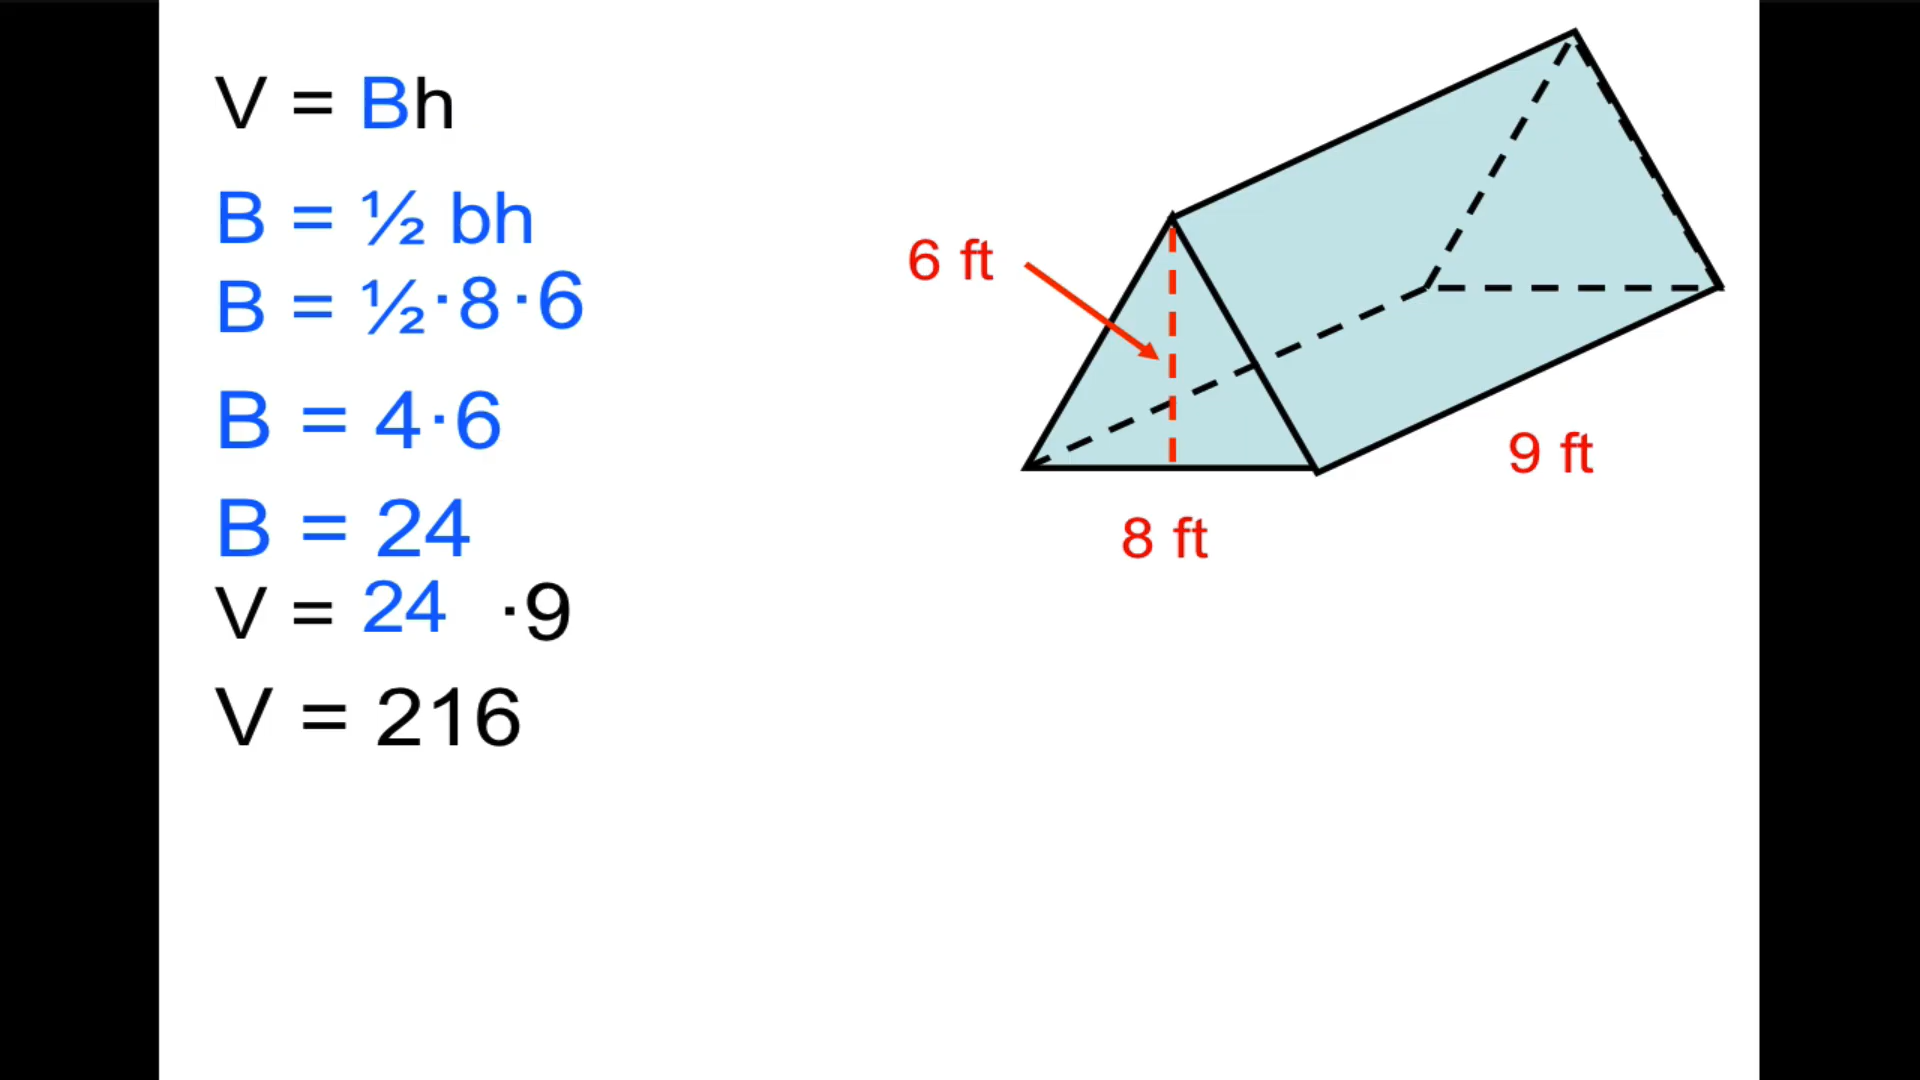 V = Bh
B = ½ bh
B = ½·8·6
B = 4·6
B = 24
V = 24 ·9
V = 216
6 ft
9 ft
8 ft